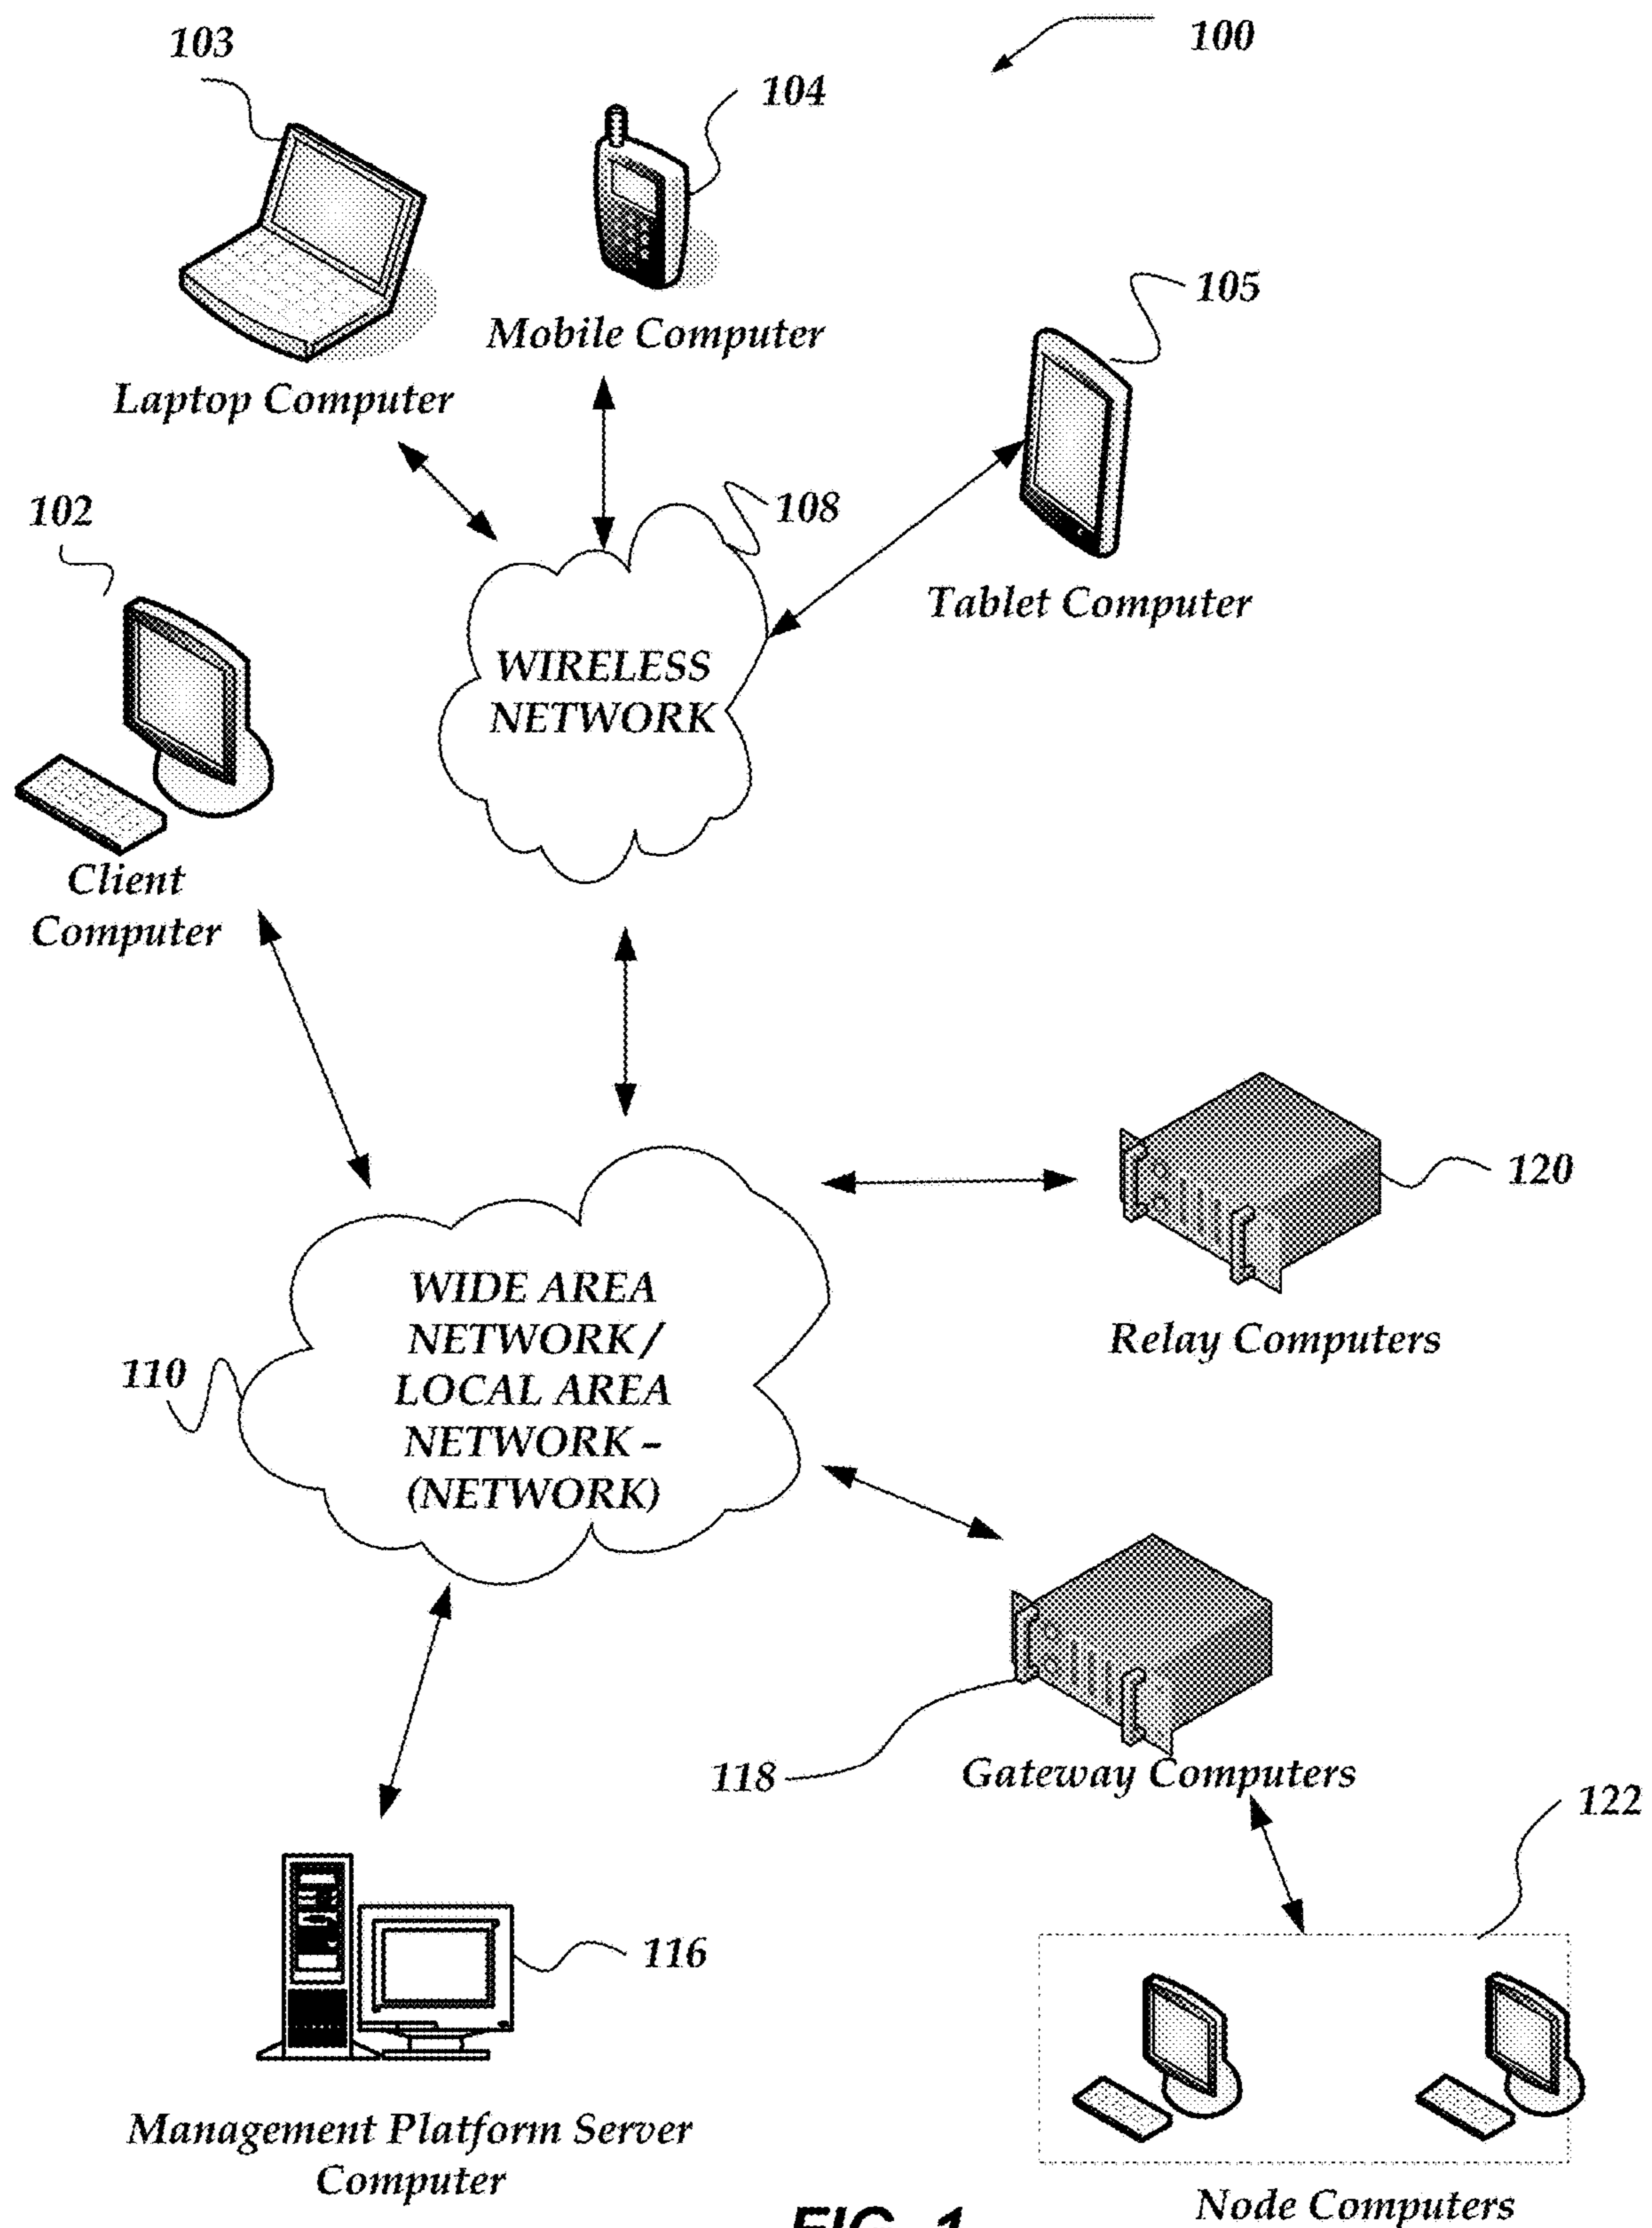 103
100
104
105
Mobile Computer
Laptop Computer
102
108
Tablet Computer
WIRELESS
NETWORK
Client
Computer
120
WIDE AREA
NETWORK /
LOCAL AREA
NETWORK –
(NETWORK)
110
Relay Computers
118
Gateway Computers
122
116
Management Platform Server
Computer
Node Computers
FIG. 1